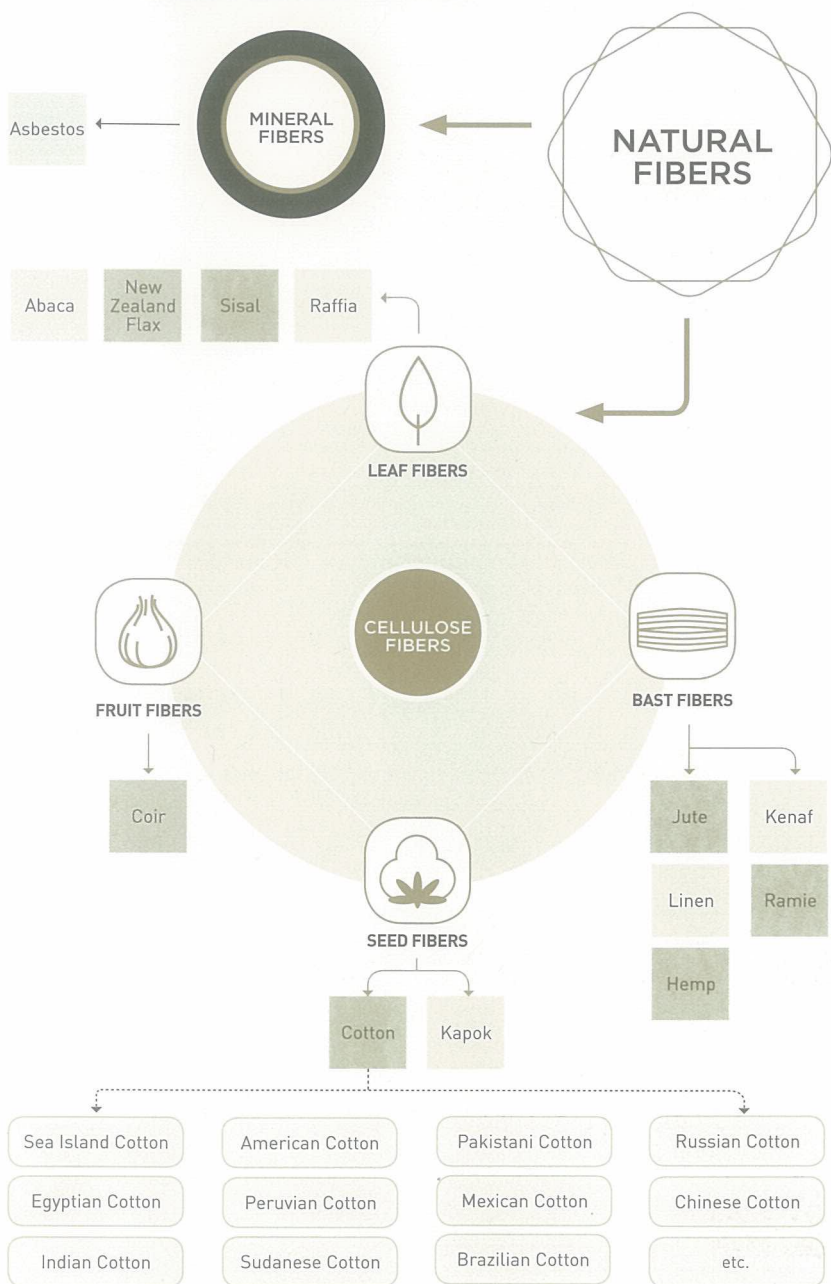 NATURAL
FIBERS
MINERAL
FIBERS
Asbestos
Abaca
New
Zealand
Flax
Sisal
Raffia
LEAF FIBERS
CELLULOSE
FIBERS
FRUIT FIBERS
BAST FIBERS
Coir
Jute
Kenaf
Linen
Ramie
Hemp
SEED FIBERS
Cotton
Kapok
Sea Island Cotton
American Cotton
Pakistani Cotton
Russian Cotton
Egyptian Cotton
Peruvian Cotton
Mexican Cotton
Chinese Cotton
Indian Cotton
Sudanese Cotton
Brazilian Cotton
etc.